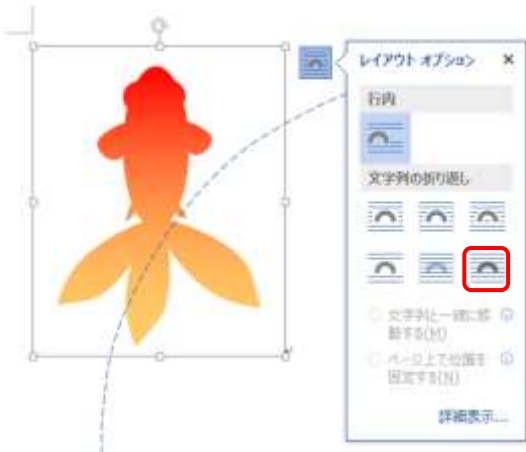 レイアウト オプション
行内
文字列の折り返し
文字列と一緒に移
動する(M)
ページ上で位置を
固定する(N)
詳細表示...